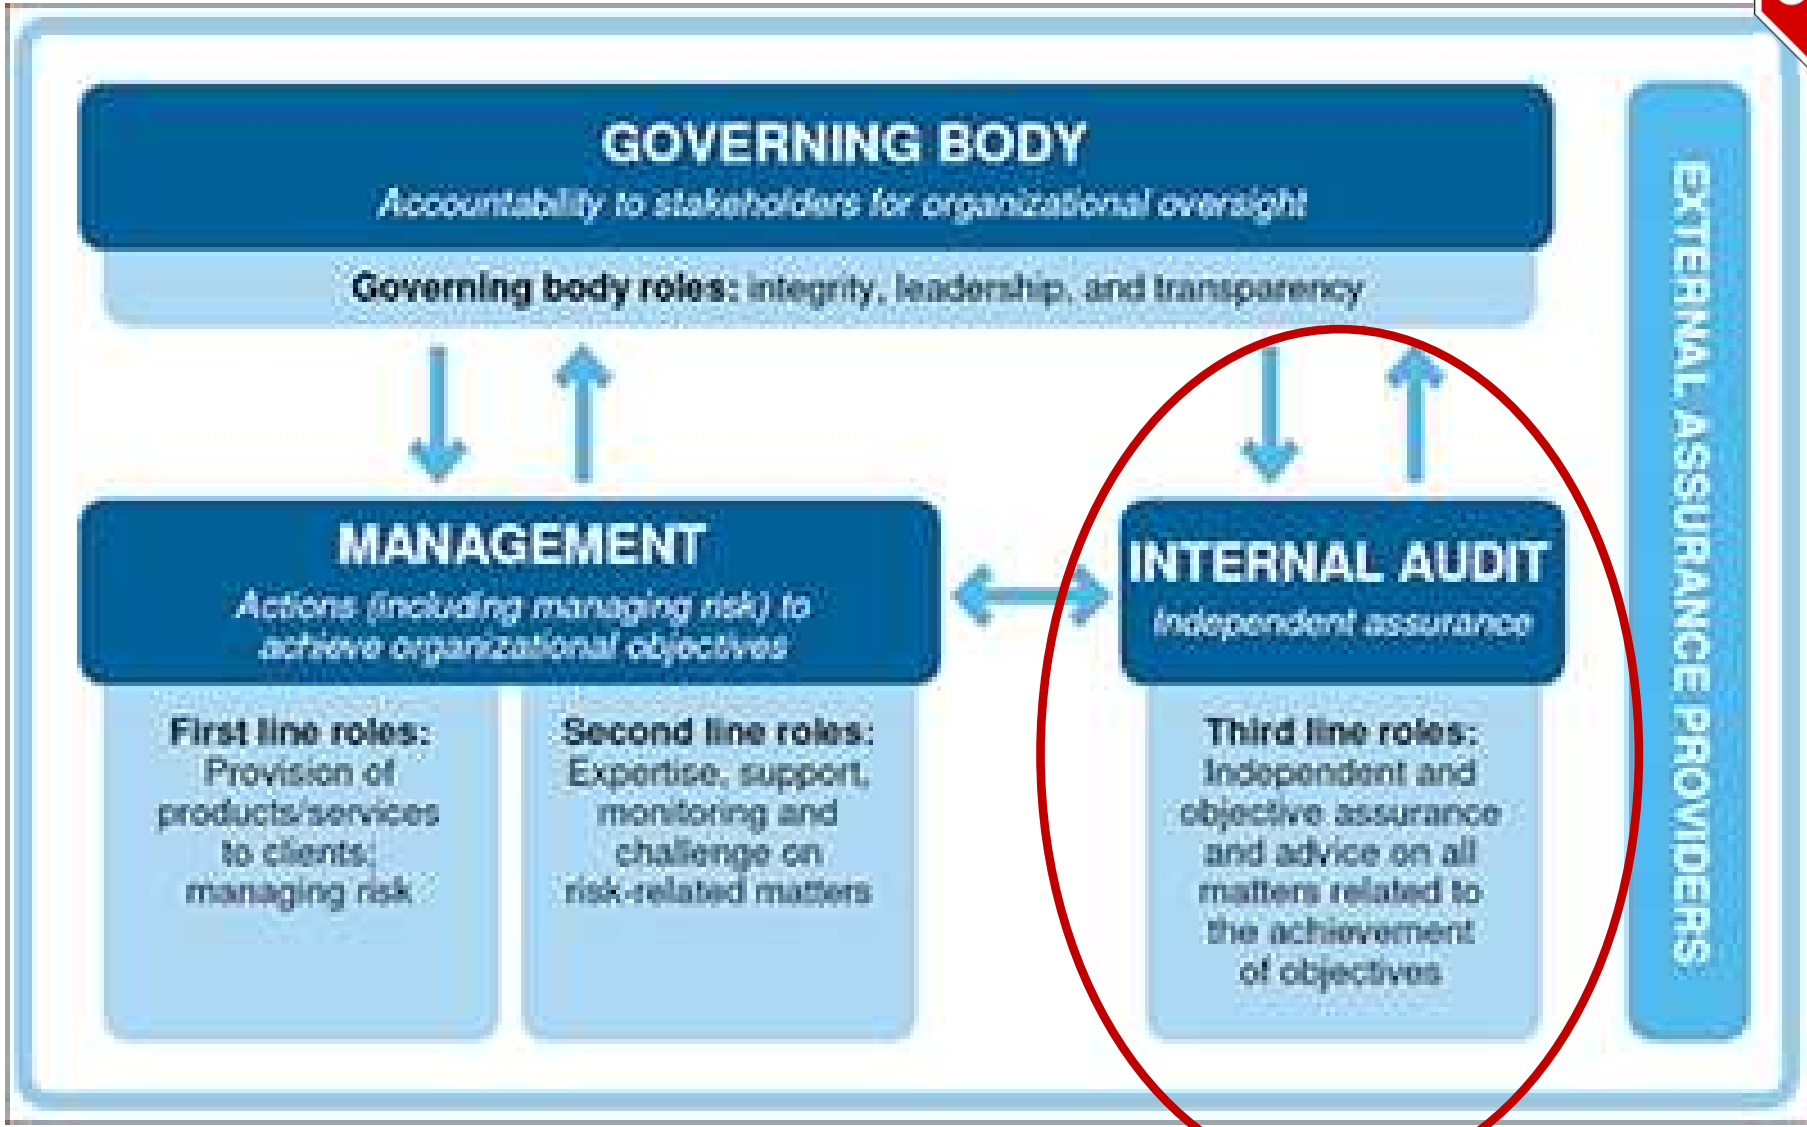 GOVERNING BODY
Accountability to stakeholders for organizational oversight
Governing body roles: integrity, leadership, and transparency
MANAGEMENT
Actions (including managing risk) to
achieve organizational objectives
First line roles:
Provision of
products/services
to clients;
managing risk
Second line roles:
Expertise, support,
monitoring and
challenge on
risk-related matters
INTERNAL AUDIT
Independent assurance
Third line roles:
Independent and
objective assurance
and advice on all
matters related to
the achievement
of objectives
EXTERNAL ASSURANCE PROVIDERS